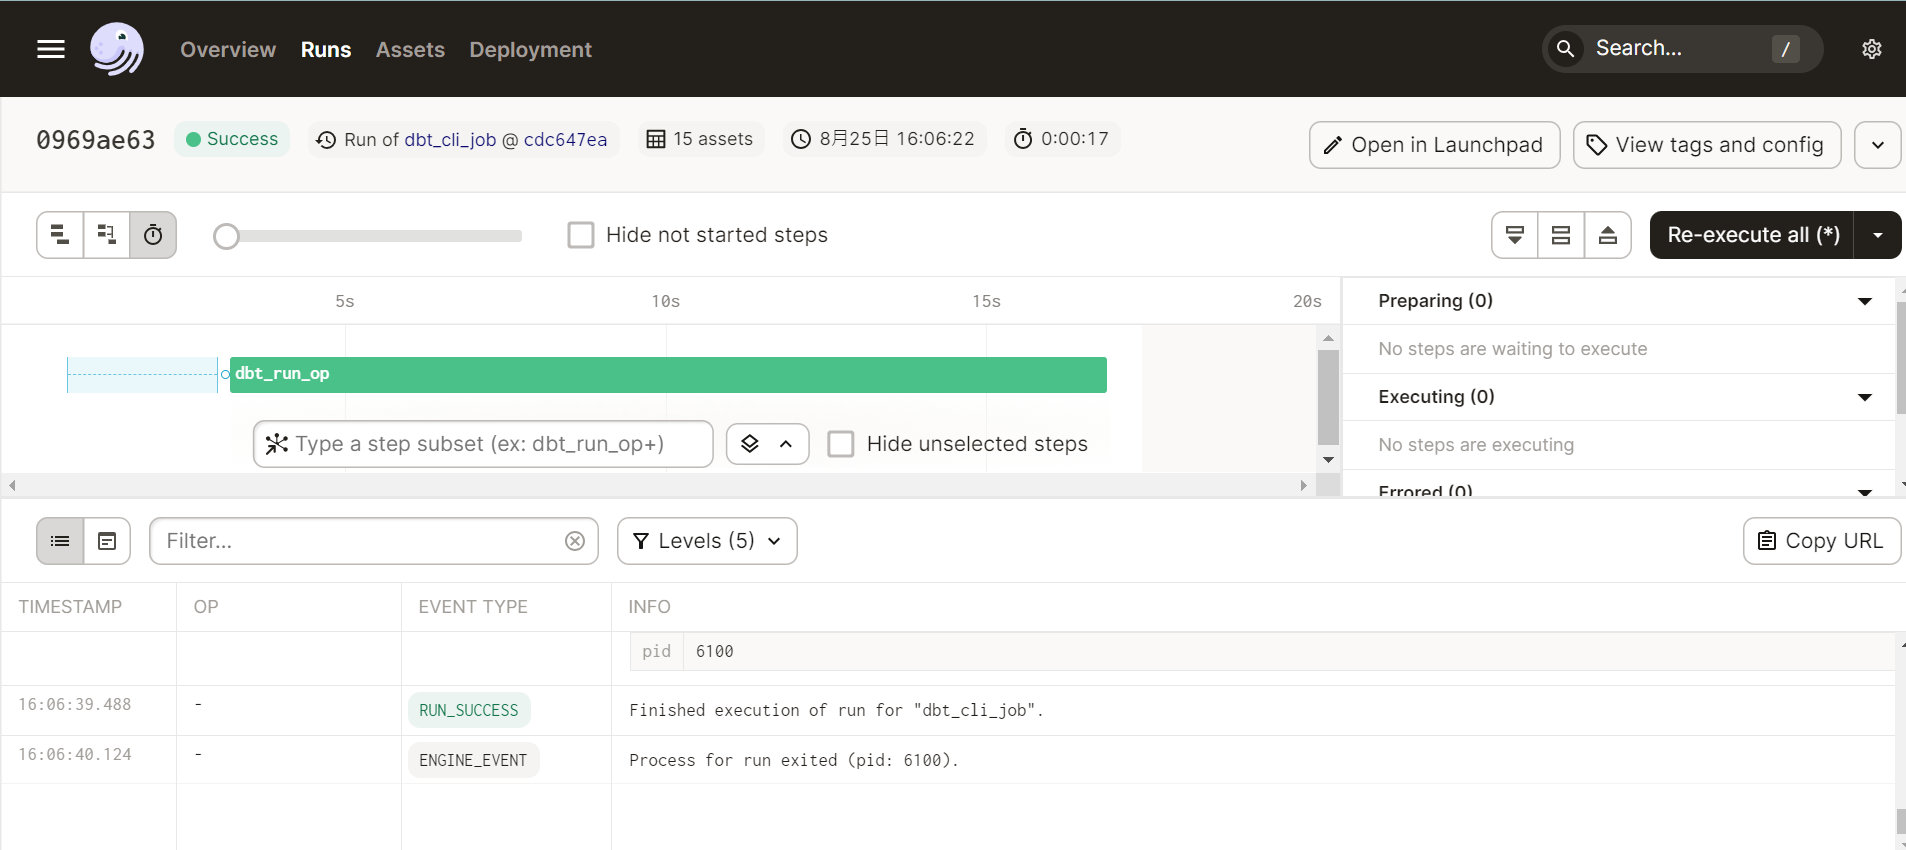 Overview Runs Assets Deployment Search... /
0969ae63 Success Run of dbt_cli_job @ cdc647ea 15 assets 8月25日 16:06:22 0:00:17 Open in Launchpad View tags and config
Hide not started steps Re-execute all (*)
5s 10s 15s 20s
Preparing (0)
No steps are waiting to execute
dbt_run_op
Executing (0)
Type a step subset (ex: dbt_run_op+) Hide unselected steps
No steps are executing
Errored (0)
Filter... Levels (5) Copy URL
TIMESTAMP OP EVENT TYPE INFO
pid 6100
16:06:39.488 - RUN_SUCCESS Finished execution of run for "dbt_cli_job".
16:06:40.124 - ENGINE_EVENT Process for run exited (pid: 6100).